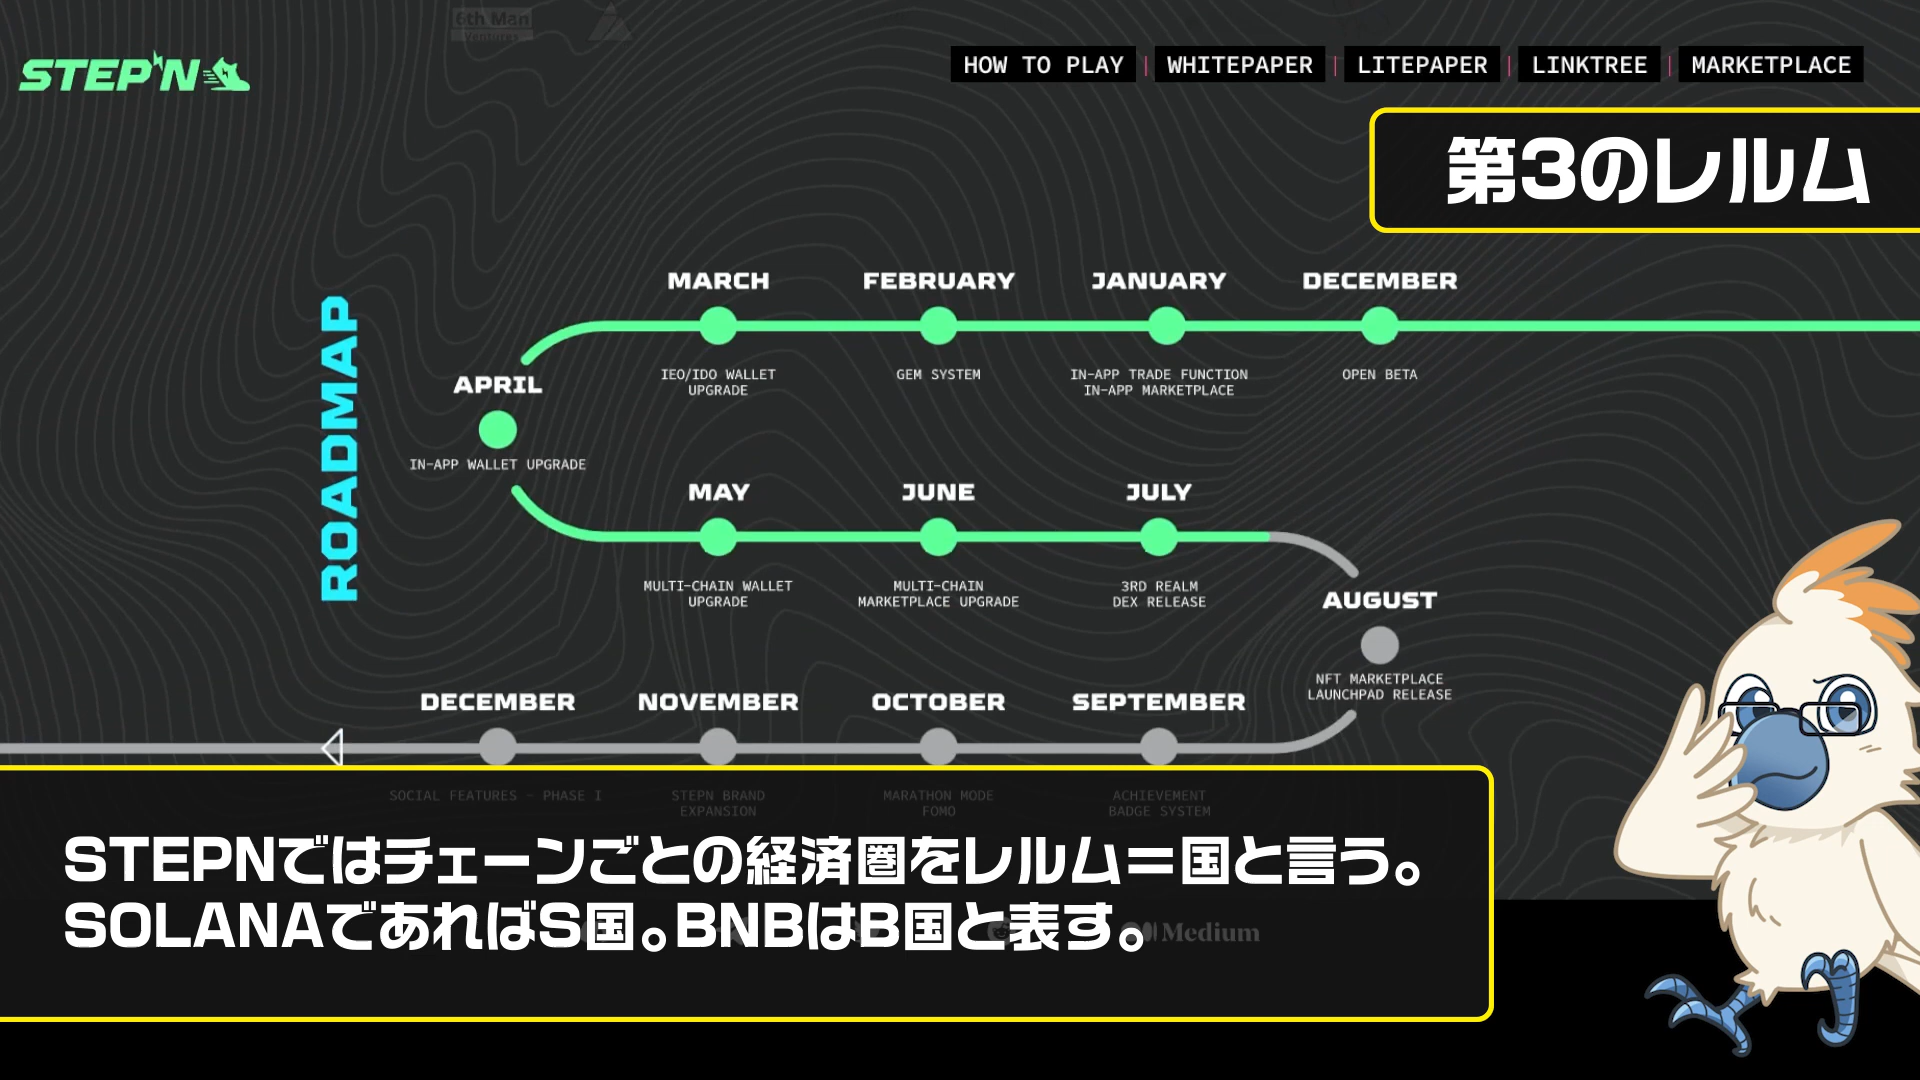 6th Man
Ventures
STEP'N
HOW TO PLAY | WHITEPAPER | LITEPAPER | LINKTREE | MARKETPLACE
第3のレルム
ROADMAP
MARCH
FEBRUARY
JANUARY
DECEMBER
IEO/IDO WALLET
UPGRADE
GEM SYSTEM
IN-APP TRADE FUNCTION
IN-APP MARKETPLACE
OPEN BETA
APRIL
IN-APP WALLET UPGRADE
MAY
JUNE
JULY
MULTI-CHAIN WALLET
UPGRADE
MULTI-CHAIN
MARKETPLACE UPGRADE
3RD REALM
DEX RELEASE
AUGUST
NFT MARKETPLACE
LAUNCHPAD RELEASE
DECEMBER
NOVEMBER
OCTOBER
SEPTEMBER
SOCIAL FEATURES - PHASE I
STEPN BRAND
EXPANSION
MARATHON MODE
FOMO
ACHIEVEMENT
BADGE SYSTEM
STEPNではチェーンごとの経済圏をレルム＝国と言う。
SOLANAであればS国。BNBはB国と表す。
Medium